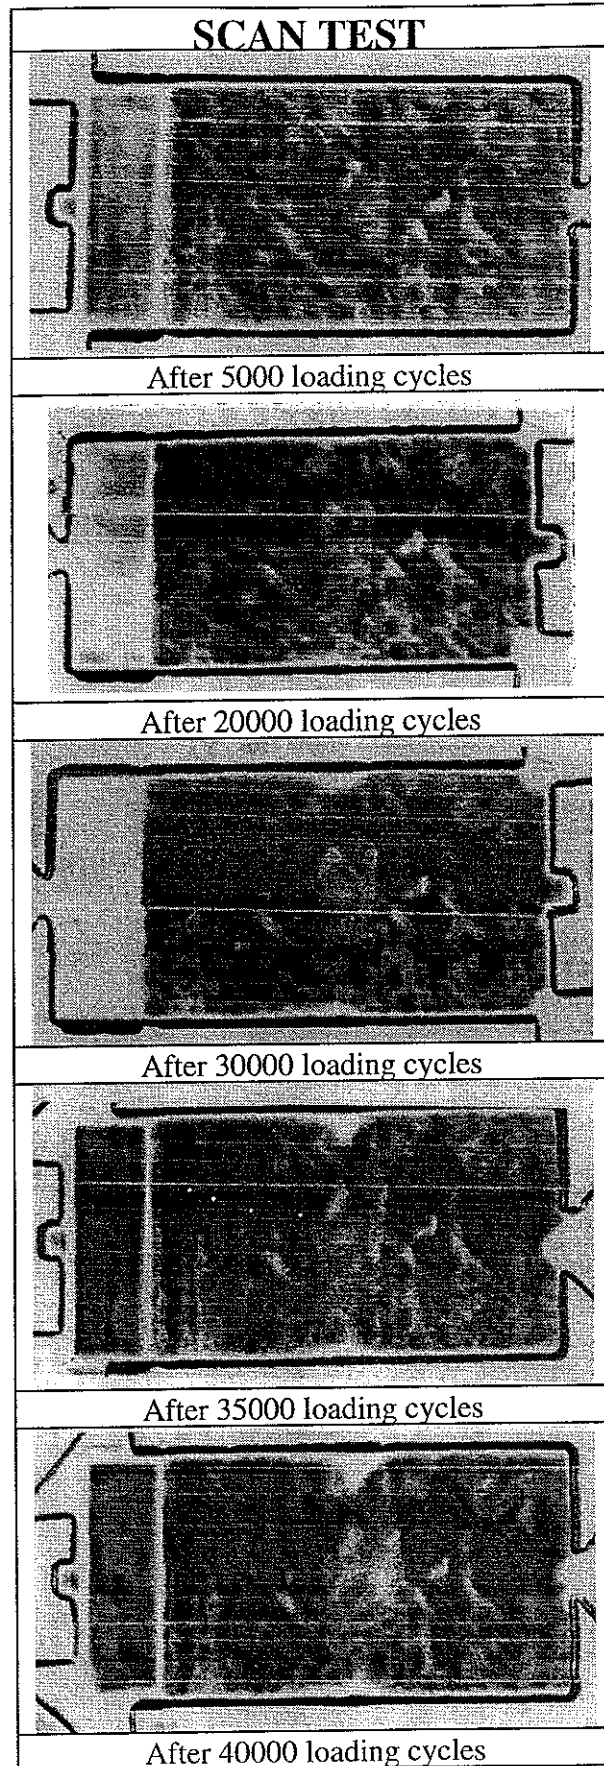 SCAN TEST
After 5000 loading cycles
After 20000 loading cycles
After 30000 loading cycles
After 35000 loading cycles
After 40000 loading cycles